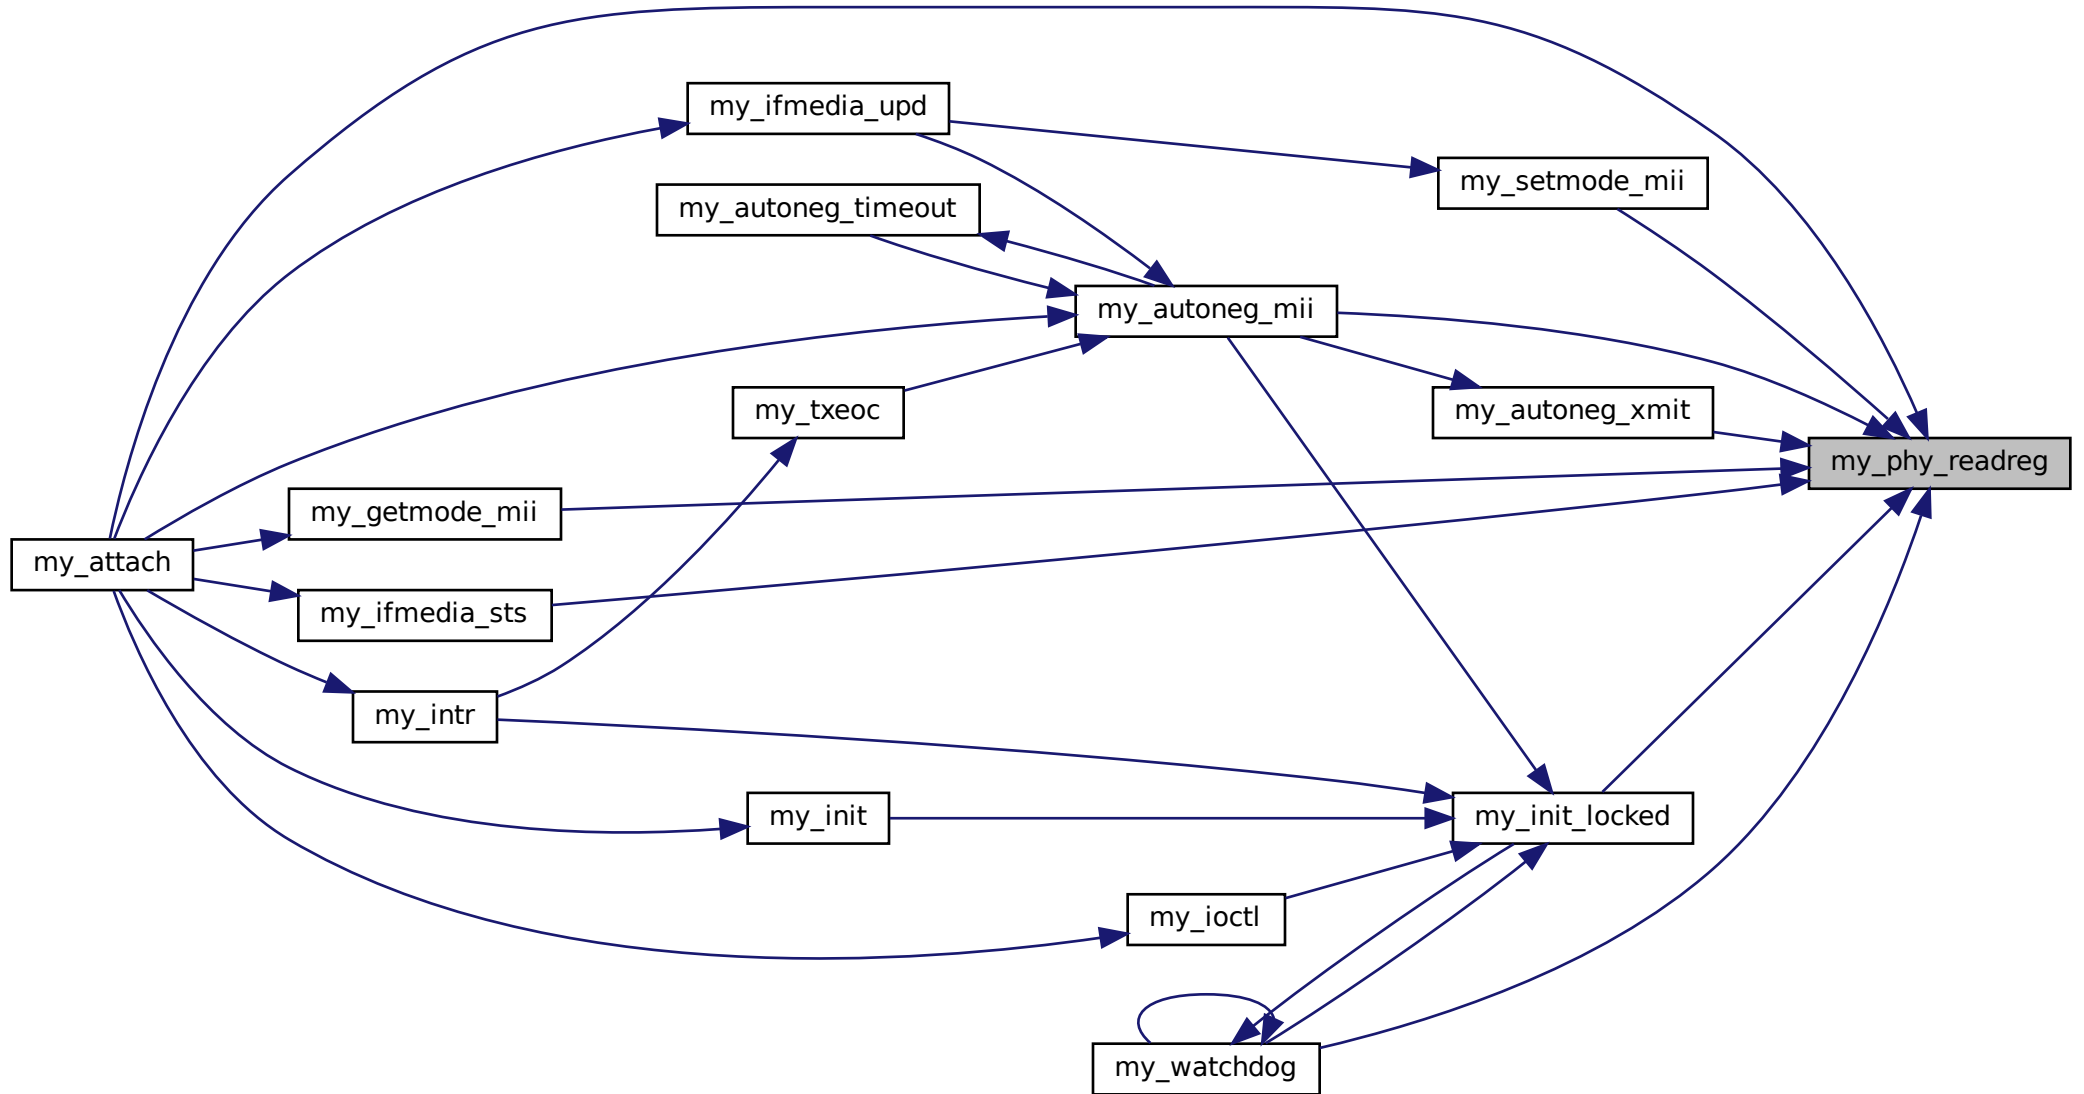 my_ifmedia_upd
my_setmode_mii
my_autoneg_timeout
my_autoneg_mii
my_txeoc
my_autoneg_xmit
my_phy_readreg
my_getmode_mii
my_attach
my_ifmedia_sts
my_intr
my_init
my_init_locked
my_ioctl
my_watchdog